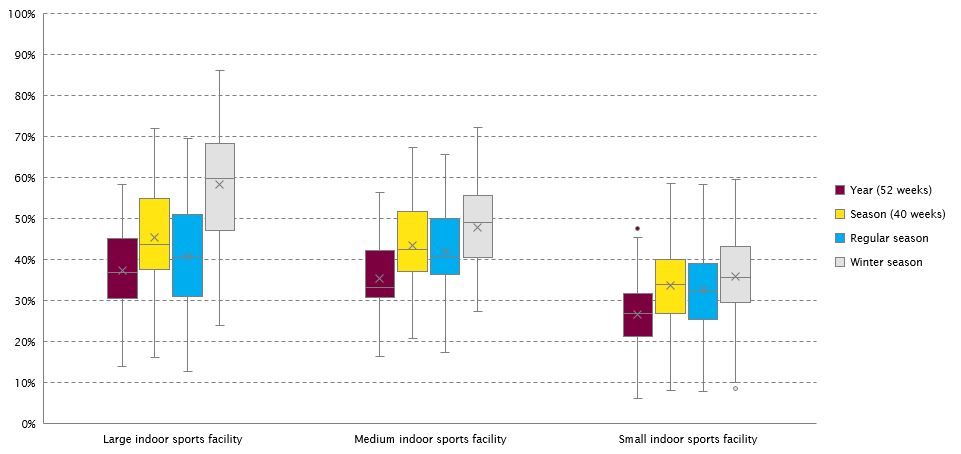 100%
90%
80%
70%
60%
50%
40%
30%
20%
10%
0%
Large indoor sports facility
Medium indoor sports facility
Small indoor sports facility
Year (52 weeks)
Season (40 weeks)
Regular season
Winter season